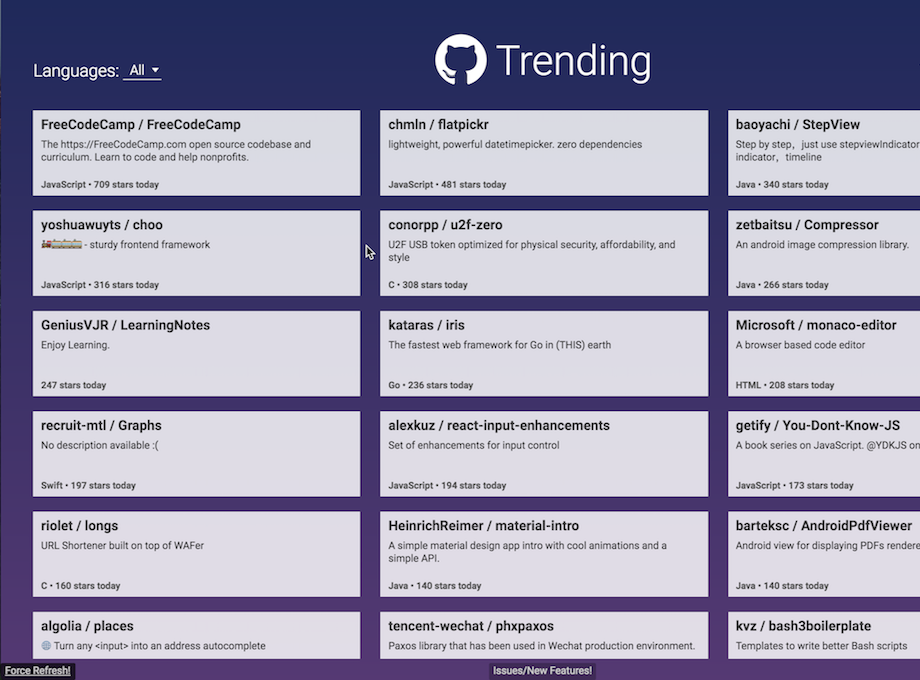 Languages: All
Trending
FreeCodeCamp / FreeCodeCamp
The https://FreeCodeCamp.com open source codebase and
curriculum. Learn to code and help nonprofits.
JavaScript • 709 stars today
chmln / flatpickr
lightweight, powerful datetimepicker. zero dependencies
JavaScript • 481 stars today
baoyachi / StepView
Step by step，just use stepviewIndicator
indicator，timeline
Java • 340 stars today
yoshuawuyts / choo
🚂🚋🚋🚋🚋 - sturdy frontend framework
JavaScript • 316 stars today
conorpp / u2f-zero
U2F USB token optimized for physical security, affordability, and
style
C • 308 stars today
zetbaitsu / Compressor
An android image compression library.
Java • 266 stars today
GeniusVJR / LearningNotes
Enjoy Learning.
247 stars today
kataras / iris
The fastest web framework for Go in (THIS) earth
Go • 236 stars today
Microsoft / monaco-editor
A browser based code editor
HTML • 208 stars today
recruit-mtl / Graphs
No description available :(
Swift • 197 stars today
alexkuz / react-input-enhancements
Set of enhancements for input control
JavaScript • 194 stars today
getify / You-Dont-Know-JS
A book series on JavaScript. @YDKJS on
JavaScript • 173 stars today
riolet / longs
URL Shortener built on top of WAFer
C • 160 stars today
HeinrichReimer / material-intro
A simple material design app intro with cool animations and a
simple API.
Java • 140 stars today
barteksc / AndroidPdfViewer
Android view for displaying PDFs rendere
Java • 140 stars today
algolia / places
🌐 Turn any <input> into an address autocomplete
tencent-wechat / phxpaxos
Paxos library that has been used in Wechat production environment.
kvz / bash3boilerplate
Templates to write better Bash scripts
Force Refresh!
Issues/New Features!